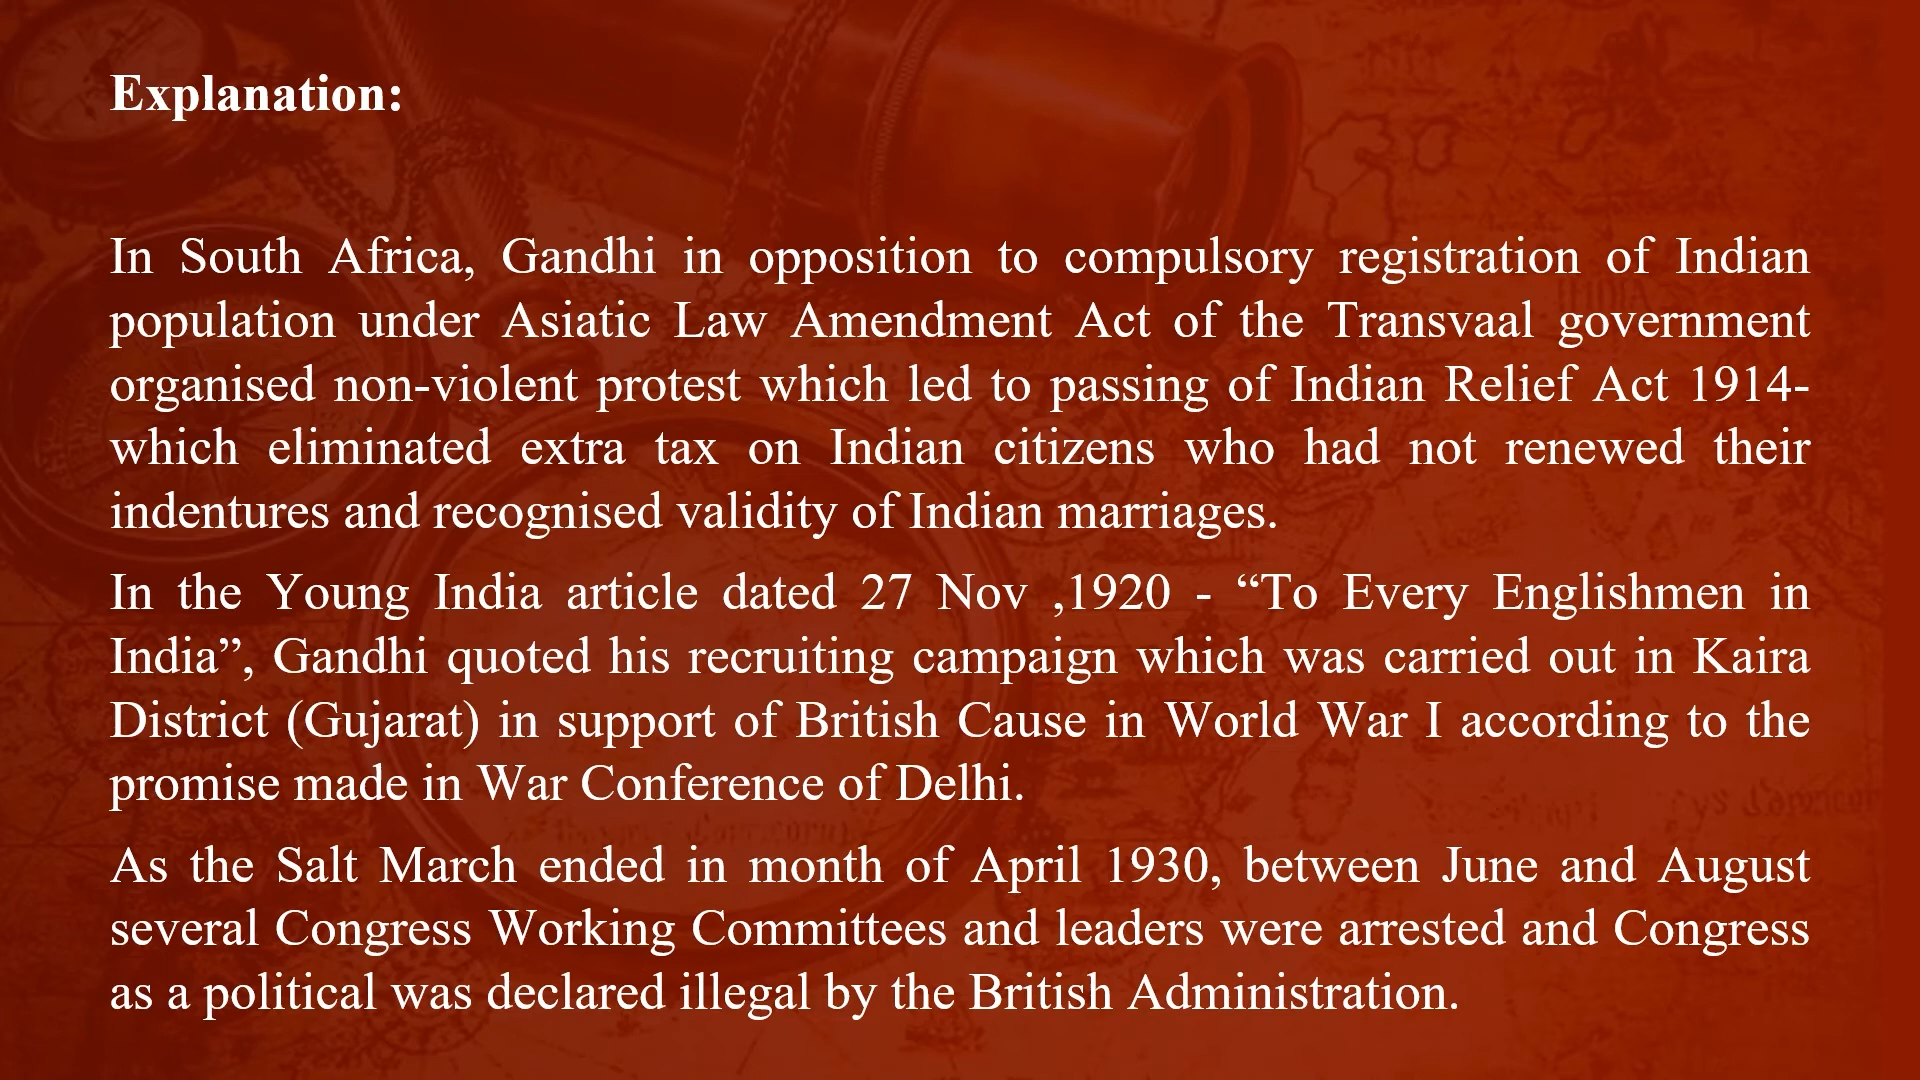 Explanation:
In South Africa, Gandhi in opposition to compulsory registration of Indian
population under Asiatic Law Amendment Act of the Transvaal government
organised non-violent protest which led to passing of Indian Relief Act 1914-
which eliminated extra tax on Indian citizens who had not renewed their
indentures and recognised validity of Indian marriages.
In the Young India article dated 27 Nov ,1920 - “To Every Englishmen in
India”, Gandhi quoted his recruiting campaign which was carried out in Kaira
District (Gujarat) in support of British Cause in World War I according to the
promise made in War Conference of Delhi.
As the Salt March ended in month of April 1930, between June and August
several Congress Working Committees and leaders were arrested and Congress
as a political was declared illegal by the British Administration.